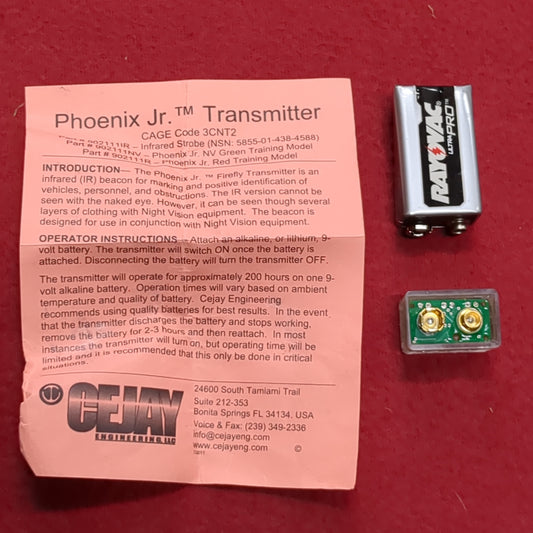 Phoenix Jr.™ Transmitter
CAGE Code 3CNT2
Part # 902111IR – Infrared Strobe (NSN: 5855-01-438-4588)
Part # 902111NV – Phoenix Jr. NV Green Training Model
Part # 902111R – Phoenix Jr. Red Training Model
INTRODUCTION— The Phoenix Jr. ™ Firefly Transmitter is an
infrared (IR) beacon for marking and positive identification of
vehicles, personnel, and obstructions. The IR version cannot be
seen with the naked eye. However, it can be seen though several
layers of clothing with Night Vision equipment. The beacon is
designed for use in conjunction with Night Vision equipment.
OPERATOR INSTRUCTIONS— Attach an alkaline, or lithium, 9-
volt battery. The transmitter will switch ON once the battery is
attached. Disconnecting the battery will turn the transmitter OFF.
The transmitter will operate for approximately 200 hours on one 9-
volt alkaline battery. Operation times will vary based on ambient
temperature and quality of battery. Cejay Engineering
recommends using quality batteries for best results. In the event
that the transmitter discharges the battery and stops working,
remove the battery for 2-3 hours and then reattach. In most
instances the transmitter will turn on, but operating time will be
limited and it is recommended that this only be done in critical
situations.
CEJAY
ENGINEERING, LLC
24600 South Tamiami Trail
Suite 212-353
Bonita Springs FL 34134, USA
Voice & Fax: (239) 349-2336
info@cejayeng.com
www.cejayeng.com ©
RAYOVAC
ULTRA PRO™